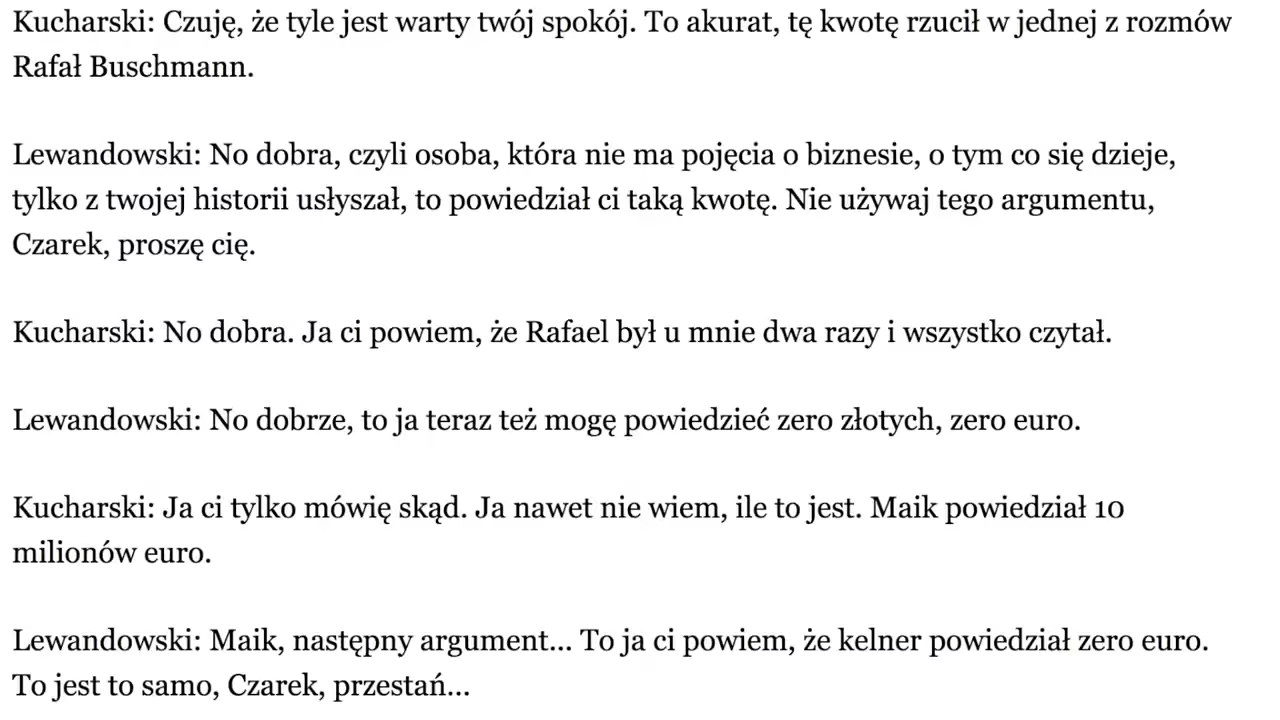 Kucharski: Czuję, że tyle jest warty twój spokój. To akurat, tę kwotę rzucił w jednej z rozmów
Rafał Buschmann.
Lewandowski: No dobra, czyli osoba, która nie ma pojęcia o biznesie, o tym co się dzieje,
tylko z twojej historii usłyszał, to powiedział ci taką kwotę. Nie używaj tego argumentu,
Czarek, proszę cię.
Kucharski: No dobra. Ja ci powiem, że Rafael był u mnie dwa razy i wszystko czytał.
Lewandowski: No dobrze, to ja teraz też mogę powiedzieć zero złotych, zero euro.
Kucharski: Ja ci tylko mówię skąd. Ja nawet nie wiem, ile to jest. Maik powiedział 10
milionów euro.
Lewandowski: Maik, następny argument... To ja ci powiem, że kelner powiedział zero euro.
To jest to samo, Czarek, przestań...